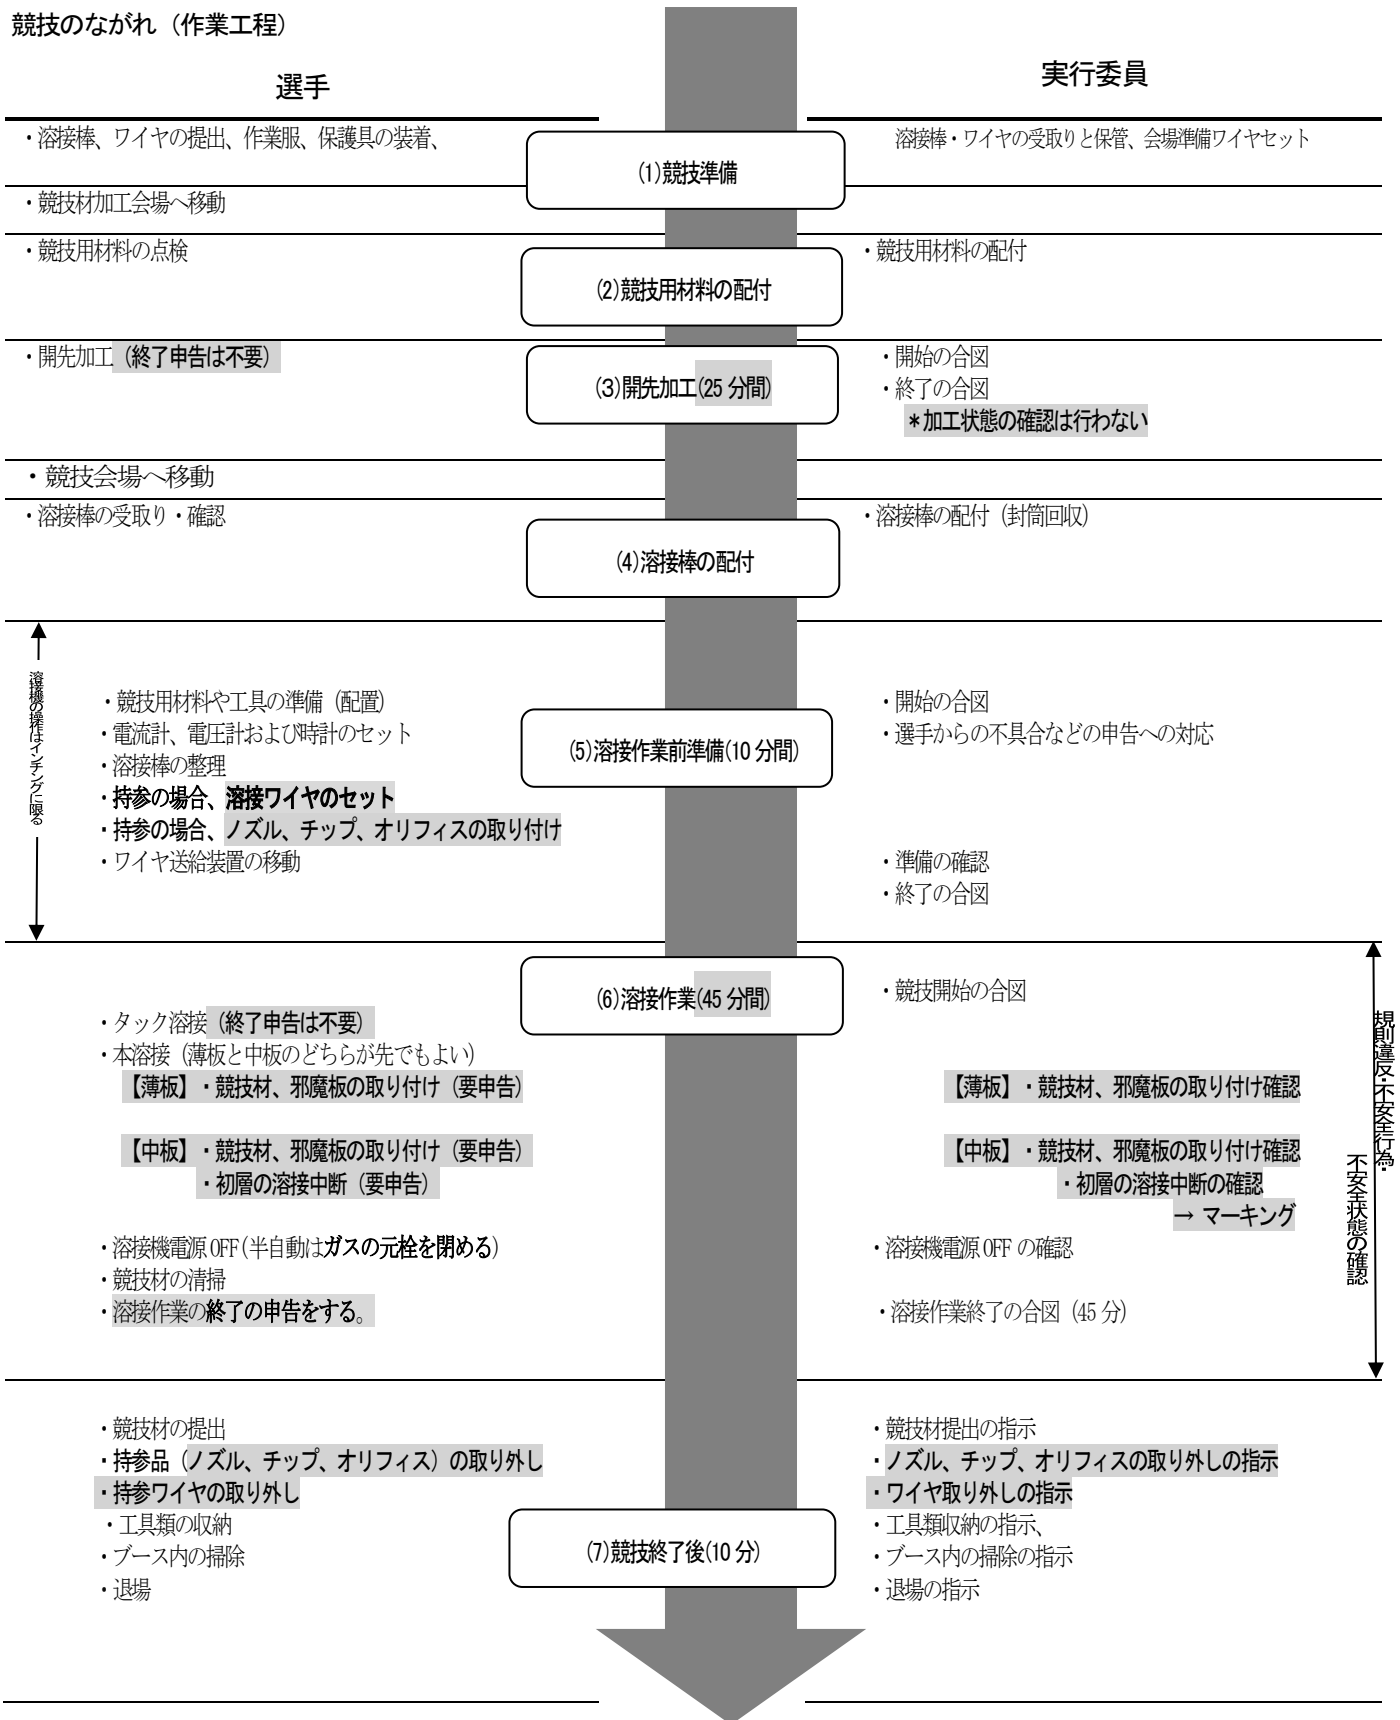 競技のながれ（作業工程）
選手
実行委員
・溶接棒、ワイヤの提出、作業服、保護具の装着、
溶接棒・ワイヤの受取りと保管、会場準備ワイヤセット
(1)競技準備
・競技材加工会場へ移動
・競技用材料の点検
・競技用材料の配付
(2)競技用材料の配付
・開先加工（終了申告は不要）
(3)開先加工(25 分間)
・開始の合図
・終了の合図
＊加工状態の確認は行わない
・競技会場へ移動
・溶接棒の受取り・確認
・溶接棒の配付（封筒回収）
(4)溶接棒の配付
溶接機の操作はインチングに限る
・競技用材料や工具の準備（配置）
・電流計、電圧計および時計のセット
・溶接棒の整理
・持参の場合、溶接ワイヤのセット
・持参の場合、ノズル、チップ、オリフィスの取り付け
・ワイヤ送給装置の移動
(5)溶接作業前準備(10 分間)
・開始の合図
・選手からの不具合などの申告への対応
・準備の確認
・終了の合図
(6)溶接作業(45 分間)
・競技開始の合図
・タック溶接（終了申告は不要）
・本溶接（薄板と中板のどちらが先でもよい）
【薄板】・競技材、邪魔板の取り付け（要申告）
【薄板】・競技材、邪魔板の取り付け確認
【中板】・競技材、邪魔板の取り付け（要申告）
・初層の溶接中断（要申告）
【中板】・競技材、邪魔板の取り付け確認
・初層の溶接中断の確認
→ マーキング
・溶接機電源 OFF(半自動はガスの元栓を閉める)
・競技材の清掃
・溶接作業の終了の申告をする。
・溶接機電源 OFF の確認
・溶接作業終了の合図（45 分）
規則違反・不安全行為・
不安全状態の確認
・競技材の提出
・持参品（ノズル、チップ、オリフィス）の取り外し
・持参ワイヤの取り外し
・工具類の収納
・ブース内の掃除
・退場
(7)競技終了後(10 分)
・競技材提出の指示
・ノズル、チップ、オリフィスの取り外しの指示
・ワイヤ取り外しの指示
・工具類収納の指示、
・ブース内の掃除の指示
・退場の指示